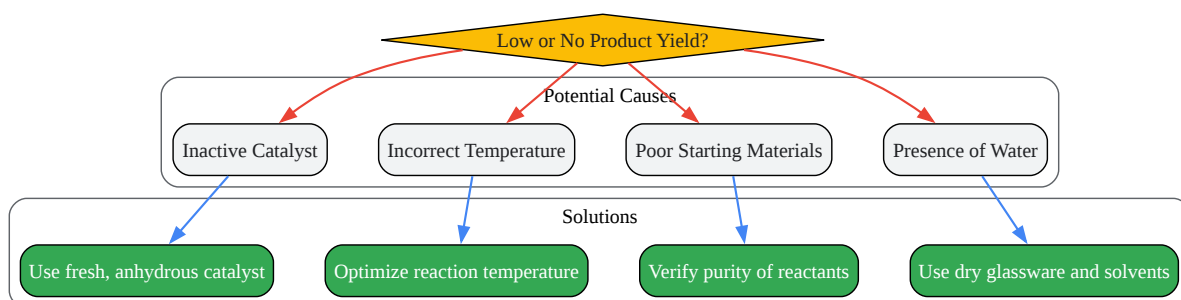 Low or No Product Yield?
Potential Causes
Inactive Catalyst
Incorrect Temperature
Poor Starting Materials
Presence of Water
Solutions
Use fresh, anhydrous catalyst
Optimize reaction temperature
Verify purity of reactants
Use dry glassware and solvents